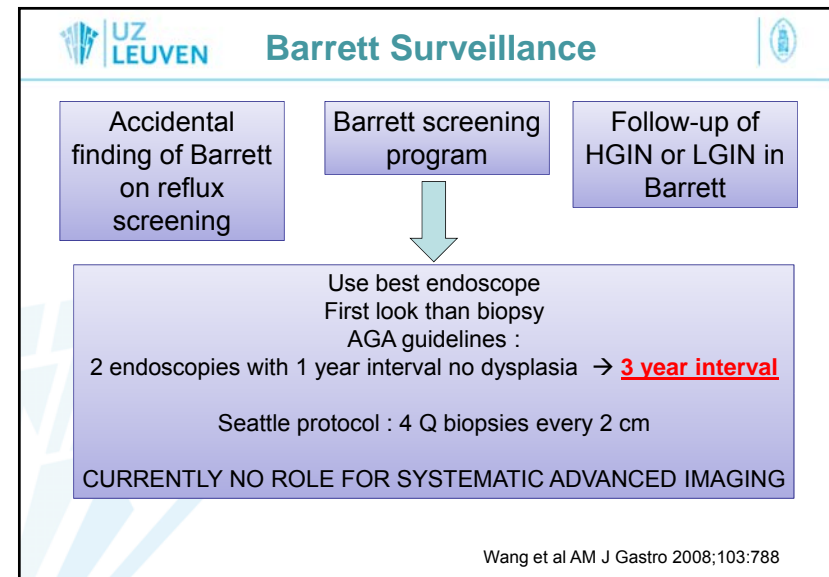 UZ
LEUVEN
Barrett Surveillance
Accidental
finding of Barrett
on reflux
screening
Barrett screening
program
Follow-up of
HGIN or LGIN in
Barrett
Use best endoscope
First look than biopsy
AGA guidelines :
2 endoscopies with 1 year interval no dysplasia → 3 year interval
Seattle protocol : 4 Q biopsies every 2 cm
CURRENTLY NO ROLE FOR SYSTEMATIC ADVANCED IMAGING
Wang et al AM J Gastro 2008;103:788